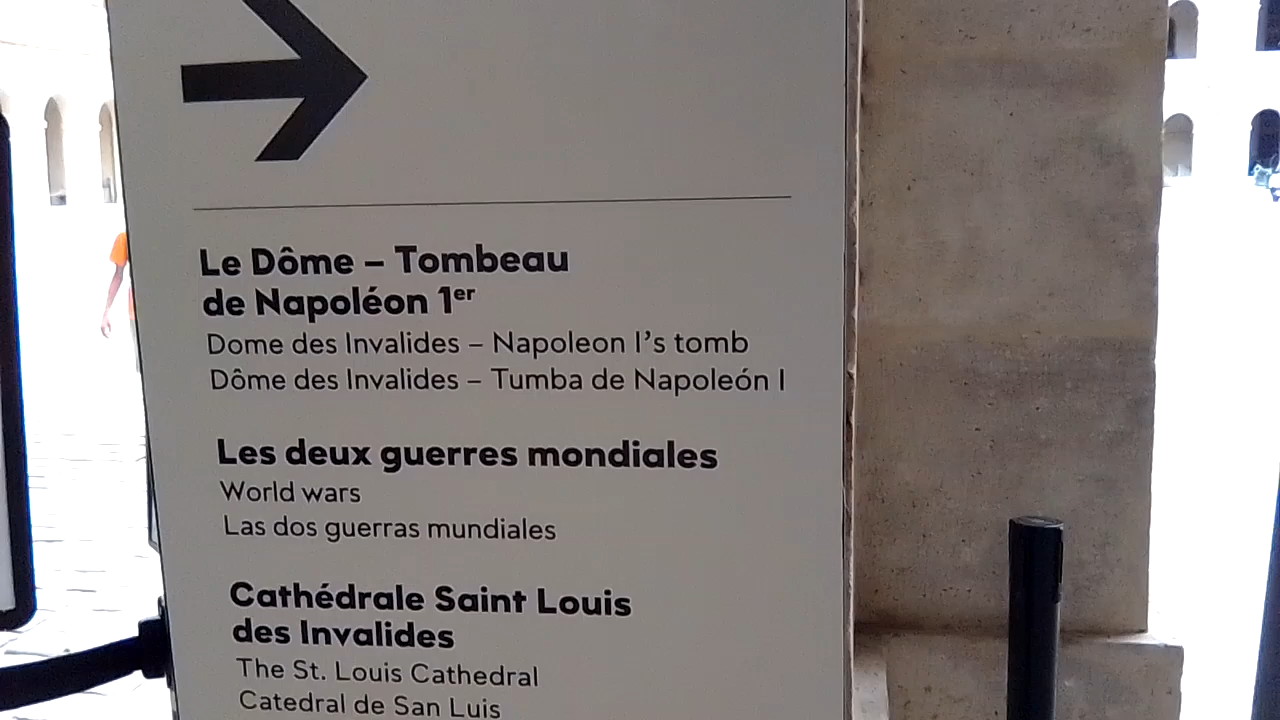 Le Dôme – Tombeau
de Napoléon 1er
Dome des Invalides – Napoleon I's tomb
Dôme des Invalides – Tumba de Napoleón I
Les deux guerres mondiales
World wars
Las dos guerras mundiales
Cathédrale Saint Louis
des Invalides
The St. Louis Cathedral
Catedral de San Luis